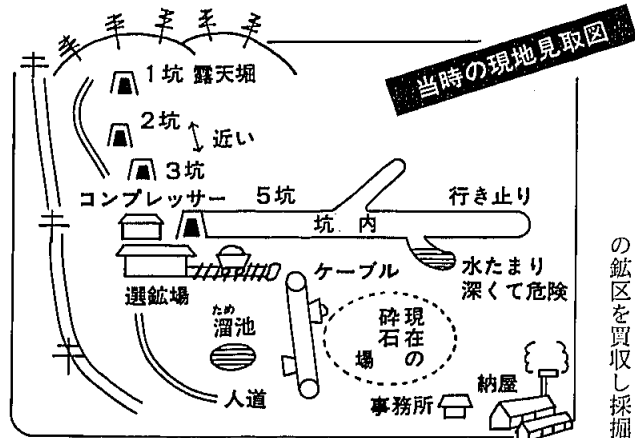 当時の現地見取図
1坑 露天堀
2坑
近い
3坑
コンプレッサー
5坑
行き止り
坑内
選鉱場
ケーブル
水たまり
深くて危険
ため
溜池
現在の
砕石場
人道
事務所
納屋
の鉱区を買収し採掘